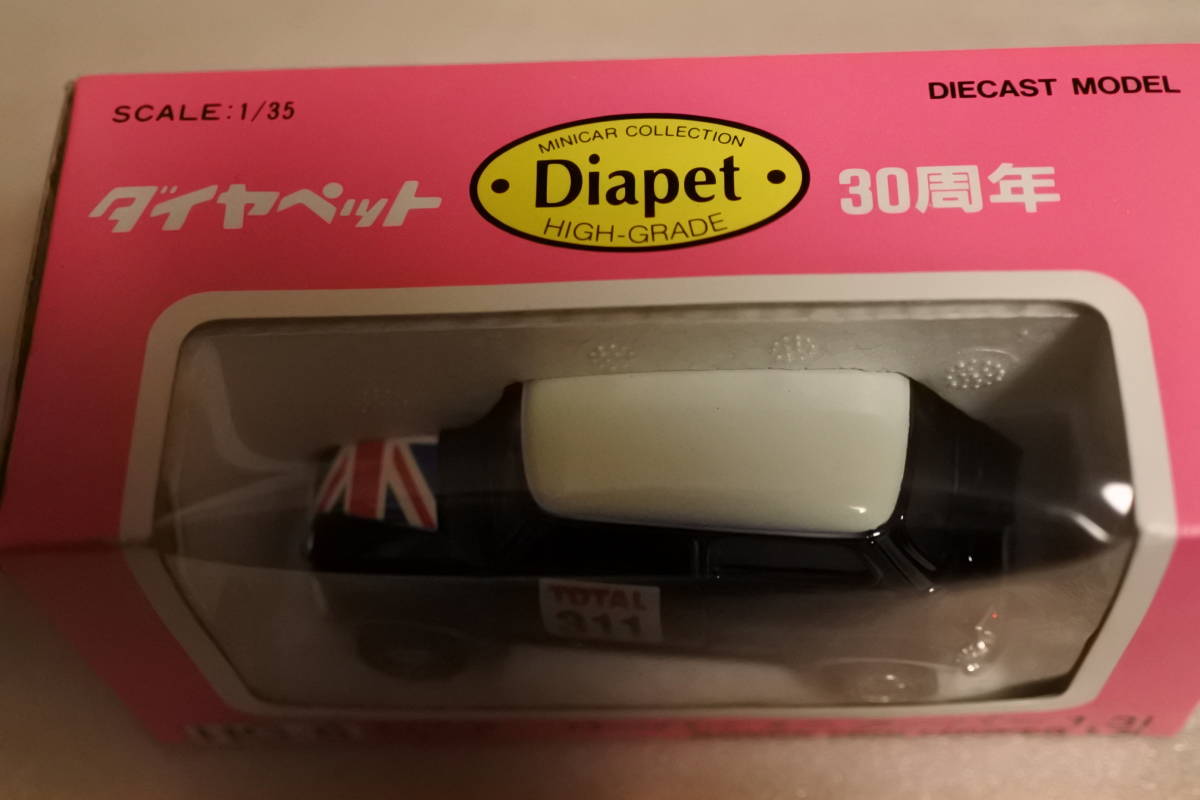 SCALE:1/35
DIECAST MODEL
MINICAR COLLECTION
ダイヤペット
Diapet
30周年
HIGH-GRADE
TOTAL
311